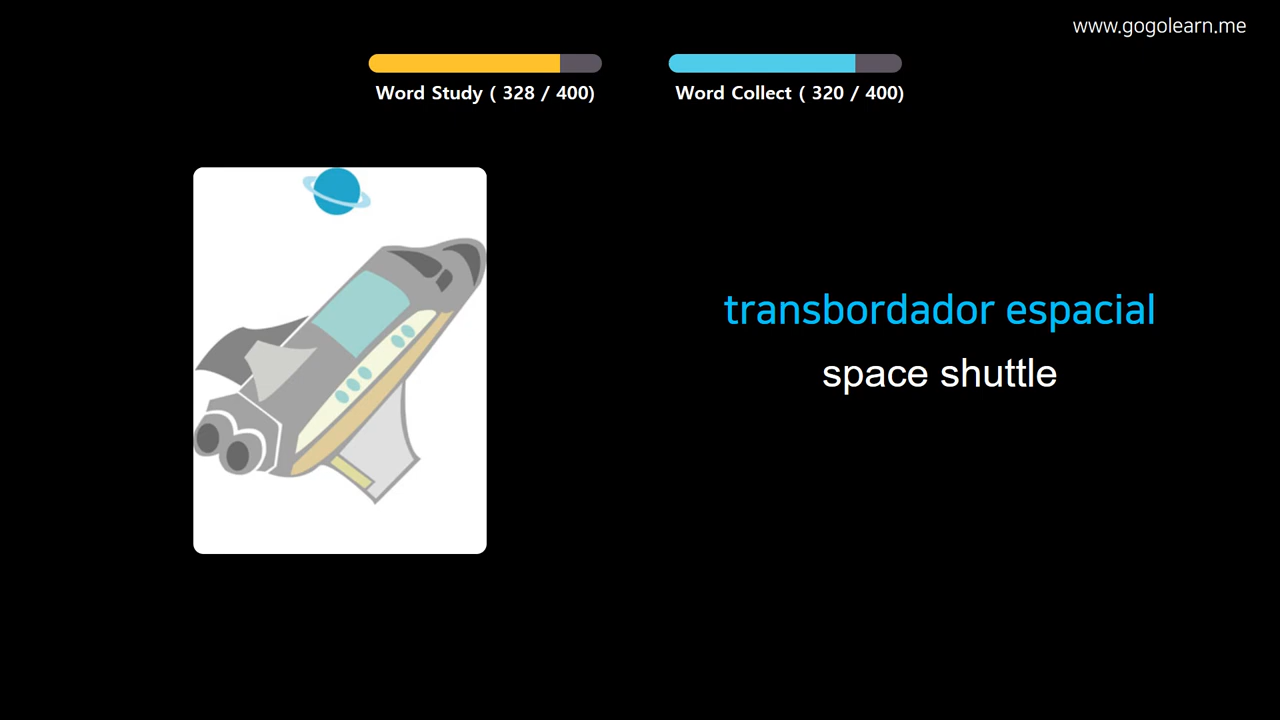 www.gogolearn.me
Word Study ( 328 / 400)
Word Collect ( 320 / 400)
transbordador espacial
space shuttle